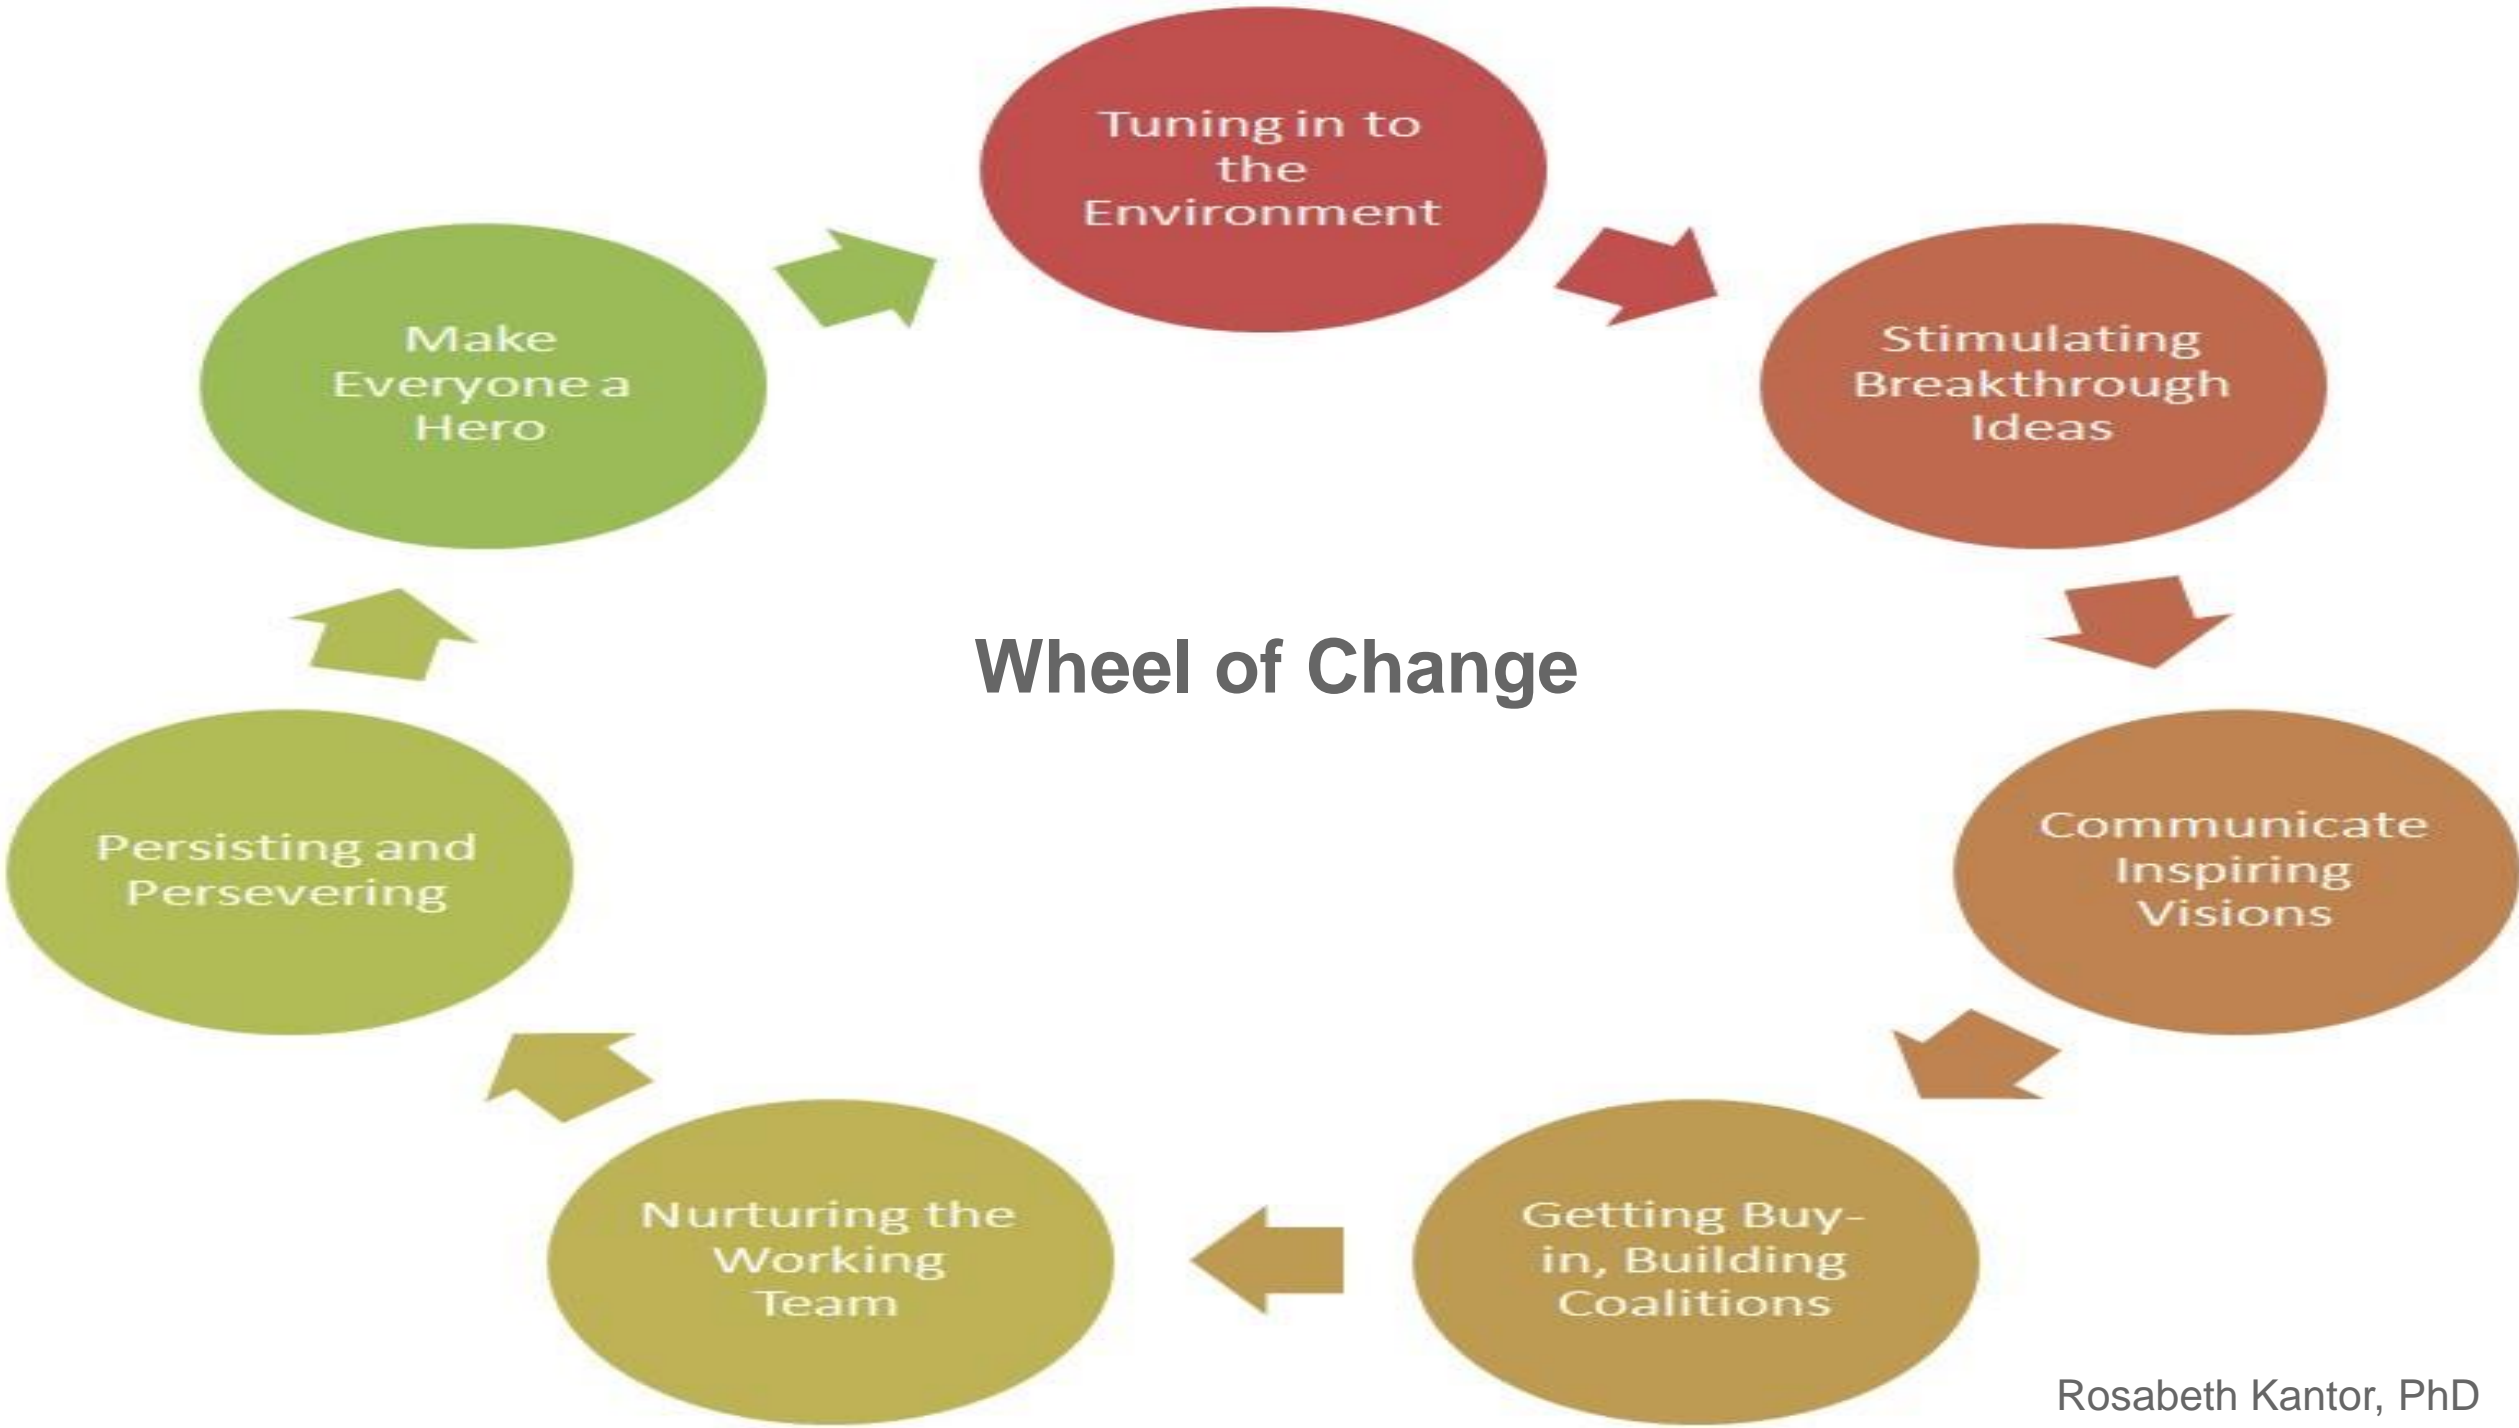 Tuning in to
the
Environment
Stimulating
Breakthrough
Ideas
Communicate
Inspiring
Visions
Getting Buy-
in, Building
Coalitions
Nurturing the
Working
Team
Persisting and
Persevering
Make
Everyone a
Hero
Wheel of Change
Rosabeth Kantor, PhD